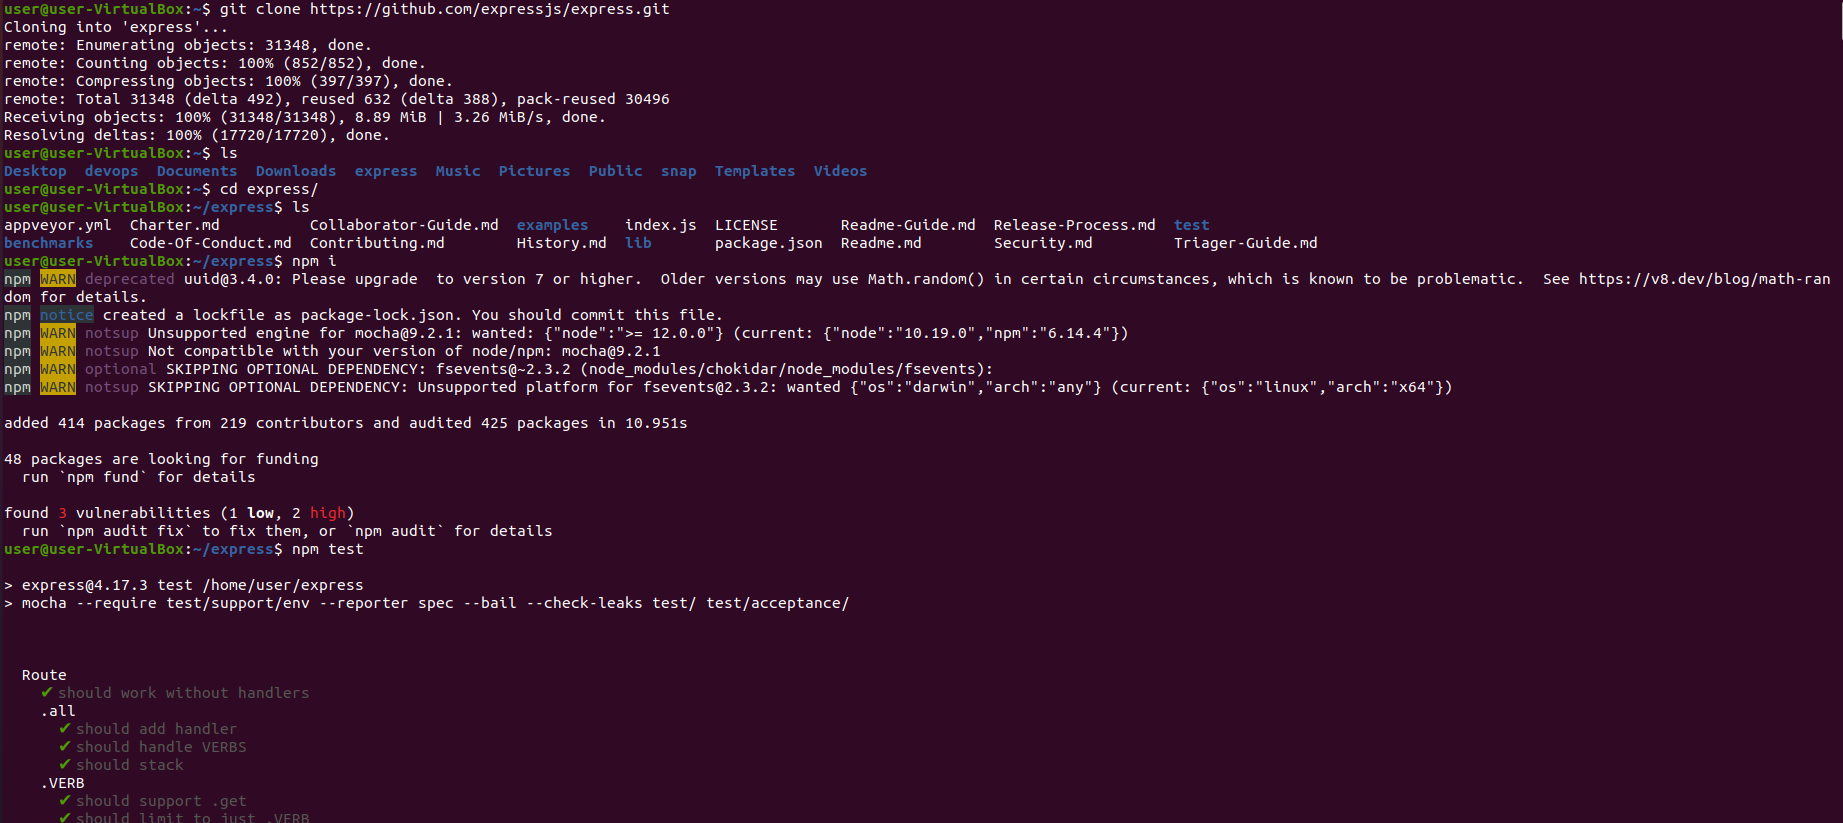 user@user-VirtualBox:~$ git clone https://github.com/expressjs/express.git
Cloning into 'express'...
remote: Enumerating objects: 31348, done.
remote: Counting objects: 100% (852/852), done.
remote: Compressing objects: 100% (397/397), done.
remote: Total 31348 (delta 492), reused 632 (delta 388), pack-reused 30496
Receiving objects: 100% (31348/31348), 8.89 MiB | 3.26 MiB/s, done.
Resolving deltas: 100% (17720/17720), done.
user@user-VirtualBox:~$ ls
Desktop  devops  Documents  Downloads  express  Music  Pictures  Public  snap  Templates  Videos
user@user-VirtualBox:~$ cd express/
user@user-VirtualBox:~/express$ ls
appveyor.yml  Charter.md          Collaborator-Guide.md  examples    index.js  LICENSE       Readme-Guide.md  Release-Process.md  test
benchmarks    Code-Of-Conduct.md  Contributing.md        History.md  lib       package.json  Readme.md        Security.md         Triager-Guide.md
user@user-VirtualBox:~/express$ npm i
npm WARN deprecated uuid@3.4.0: Please upgrade  to version 7 or higher.  Older versions may use Math.random() in certain circumstances, which is known to be problematic.  See https://v8.dev/blog/math-ran
dom for details.
npm notice created a lockfile as package-lock.json. You should commit this file.
npm WARN notsup Unsupported engine for mocha@9.2.1: wanted: {"node":">= 12.0.0"} (current: {"node":"10.19.0","npm":"6.14.4"})
npm WARN notsup Not compatible with your version of node/npm: mocha@9.2.1
npm WARN optional SKIPPING OPTIONAL DEPENDENCY: fsevents@~2.3.2 (node_modules/chokidar/node_modules/fsevents):
npm WARN notsup SKIPPING OPTIONAL DEPENDENCY: Unsupported platform for fsevents@2.3.2: wanted {"os":"darwin","arch":"any"} (current: {"os":"linux","arch":"x64"})
added 414 packages from 219 contributors and audited 425 packages in 10.951s
48 packages are looking for funding
  run `npm fund` for details
found 3 vulnerabilities (1 low, 2 high)
  run `npm audit fix` to fix them, or `npm audit` for details
user@user-VirtualBox:~/express$ npm test
> express@4.17.3 test /home/user/express
> mocha --require test/support/env --reporter spec --bail --check-leaks test/ test/acceptance/
  Route
    ✔ should work without handlers
    .all
      ✔ should add handler
      ✔ should handle VERBS
      ✔ should stack
    .VERB
      ✔ should support .get
      ✔ should limit to just .VERB